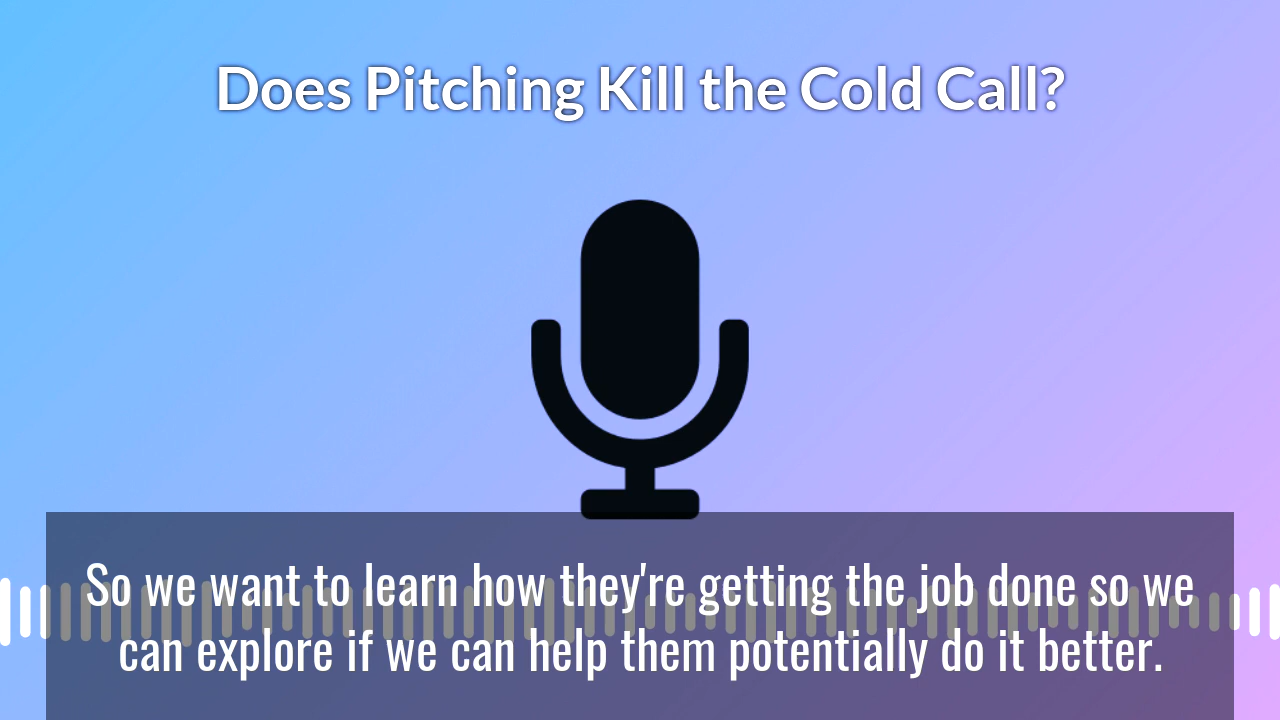 Does Pitching Kill the Cold Call?
So we want to learn how they're getting the job done so we
can explore if we can help them potentially do it better.